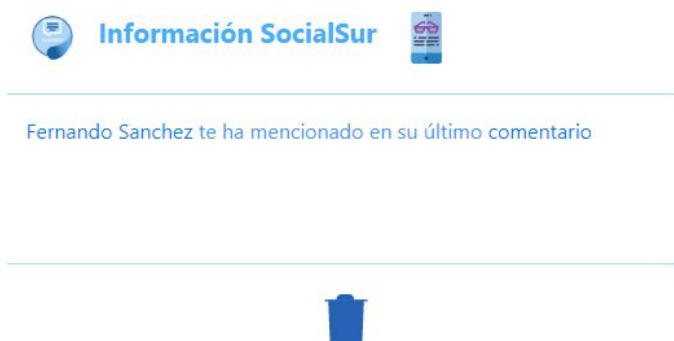 Información SocialSur
Fernando Sanchez te ha mencionado en su último comentario